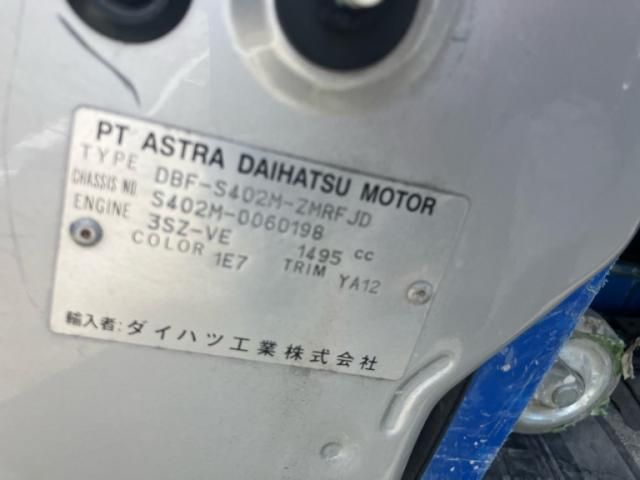 PT ASTRA DAIHATSU MOTOR
TYPE DBF-S402M-ZMRFJD
CHASSIS NO. S402M-0060198
ENGINE 3SZ-VE 1495 cc
COLOR 1E7 TRIM YA12
輸入者:ダイハツ工業株式会社